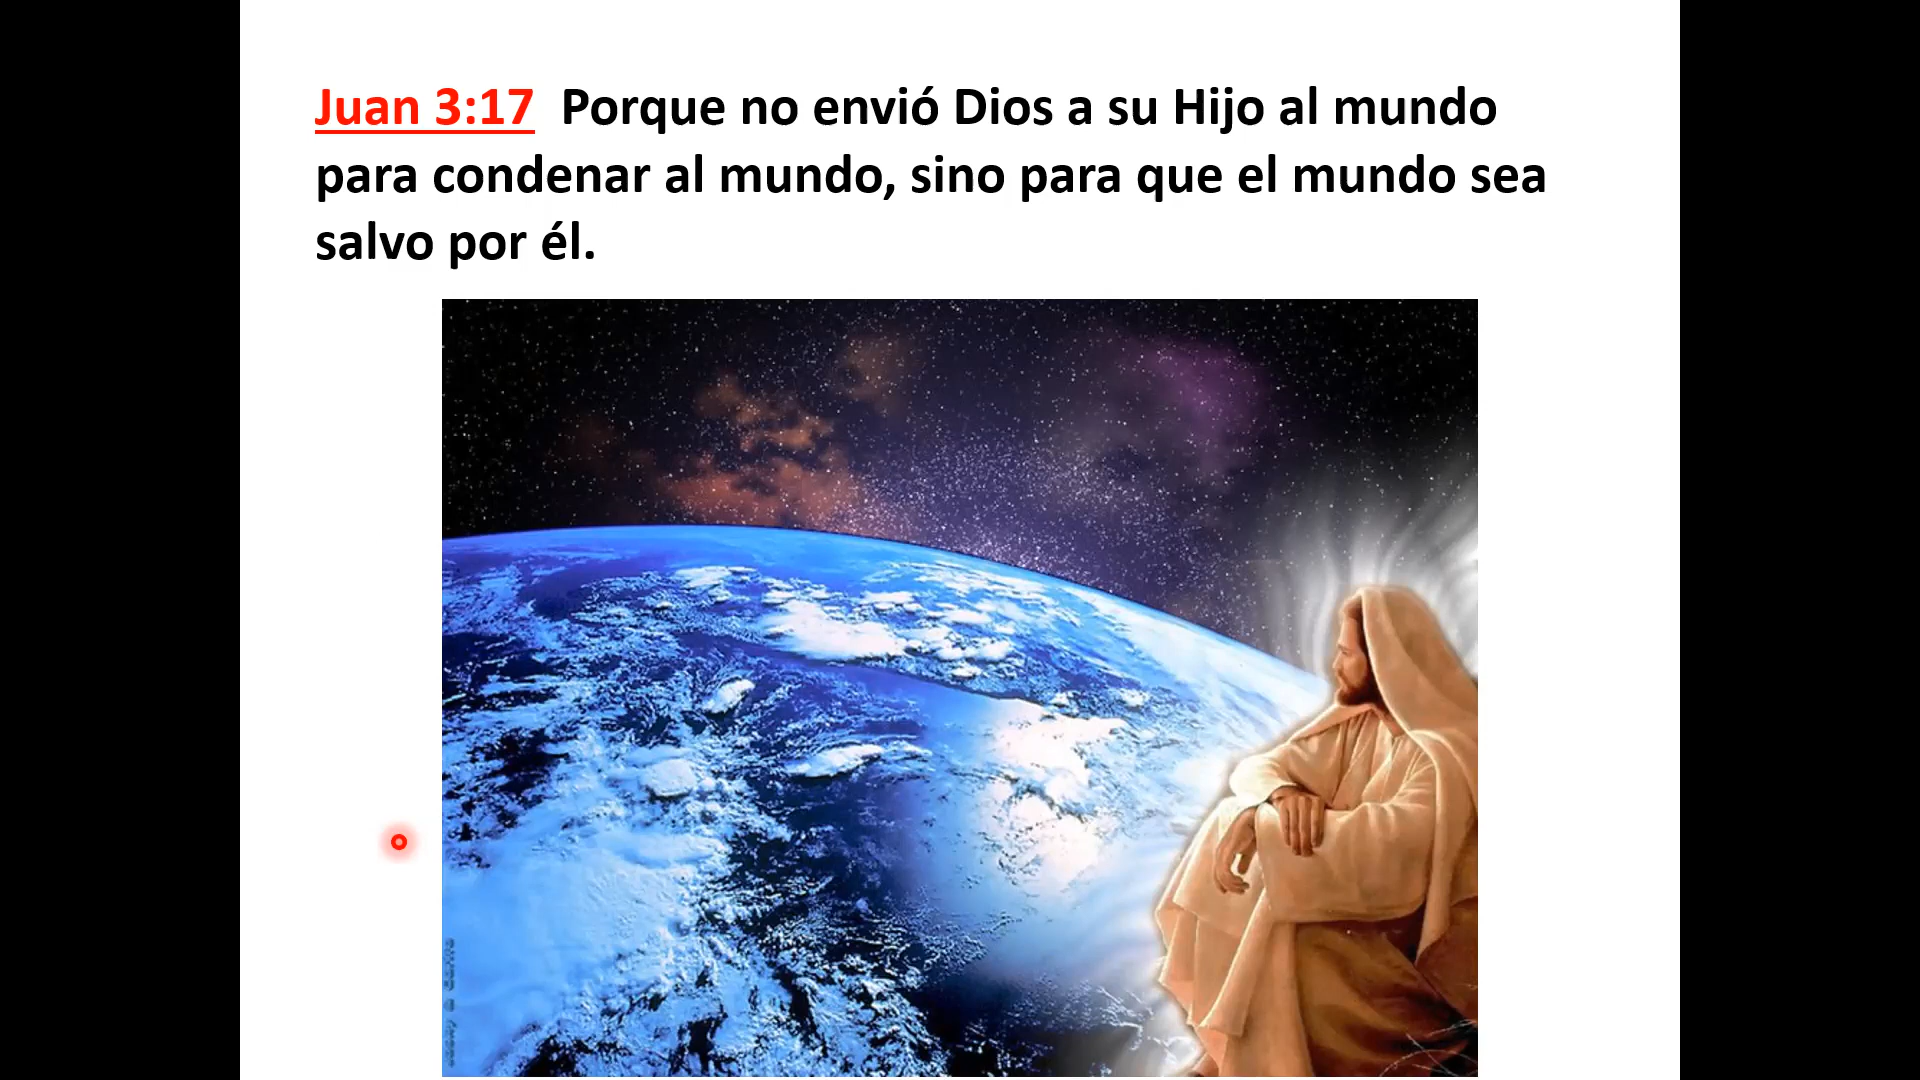 Juan 3:17 Porque no envió Dios a su Hijo al mundo
para condenar al mundo, sino para que el mundo sea
salvo por él.